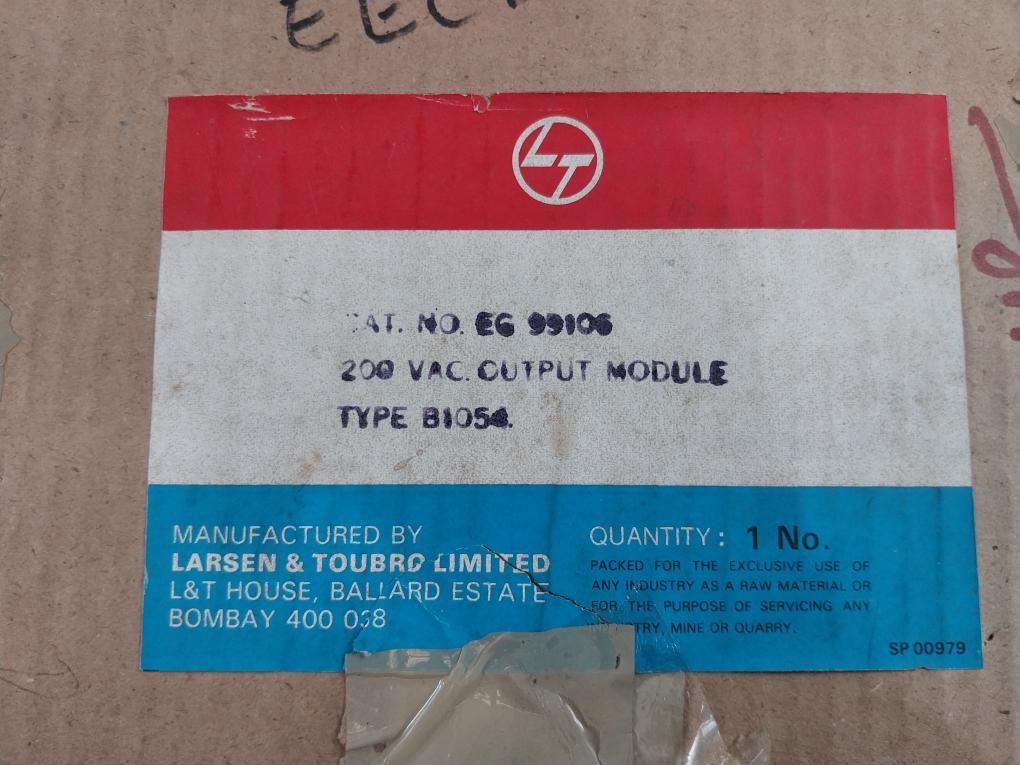 LT
CAT. NO. EG 99106
200 VAC. OUTPUT MODULE
TYPE B1054.
MANUFACTURED BY
LARSEN & TOUBRO LIMITED
L&T HOUSE, BALLARD ESTATE
BOMBAY 400 038
QUANTITY : 1 No.
PACKED FOR THE EXCLUSIVE USE OF
ANY INDUSTRY AS A RAW MATERIAL OR
FOR THE PURPOSE OF SERVICING ANY
INDUSTRY, MINE OR QUARRY.
SP 00979